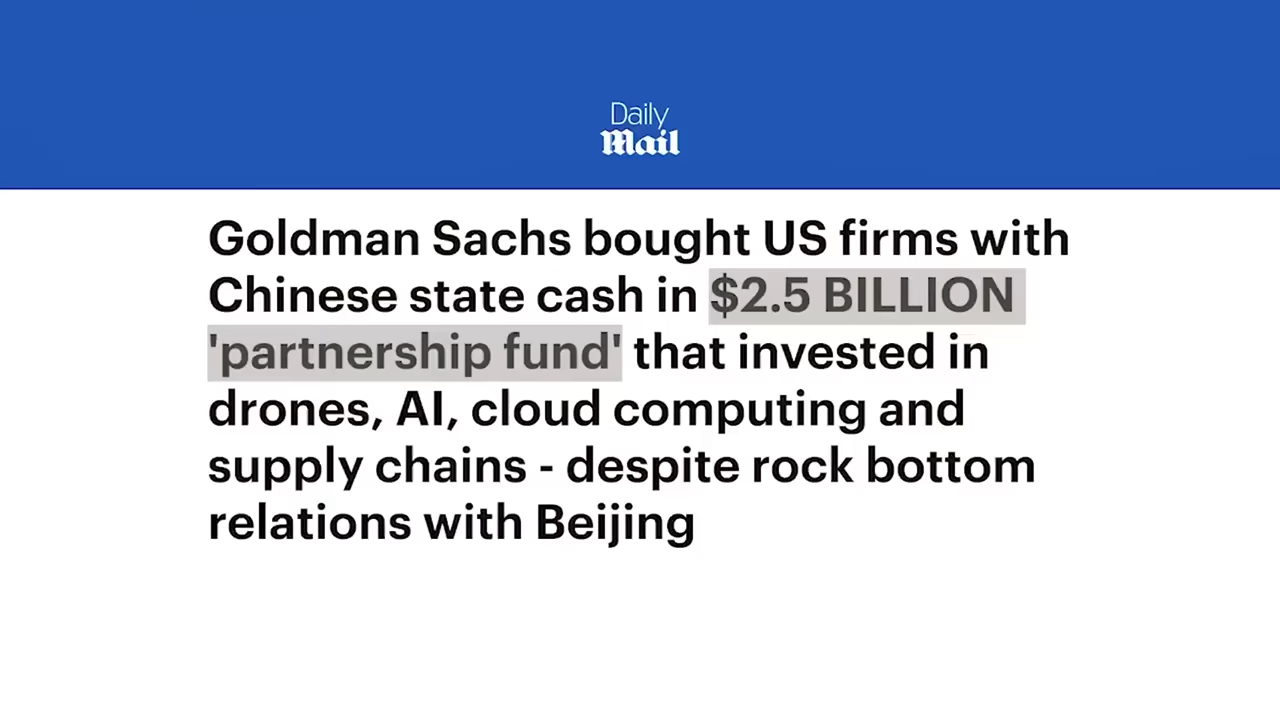 Daily
Mail
Goldman Sachs bought US firms with
Chinese state cash in $2.5 BILLION
'partnership fund' that invested in
drones, AI, cloud computing and
supply chains - despite rock bottom
relations with Beijing